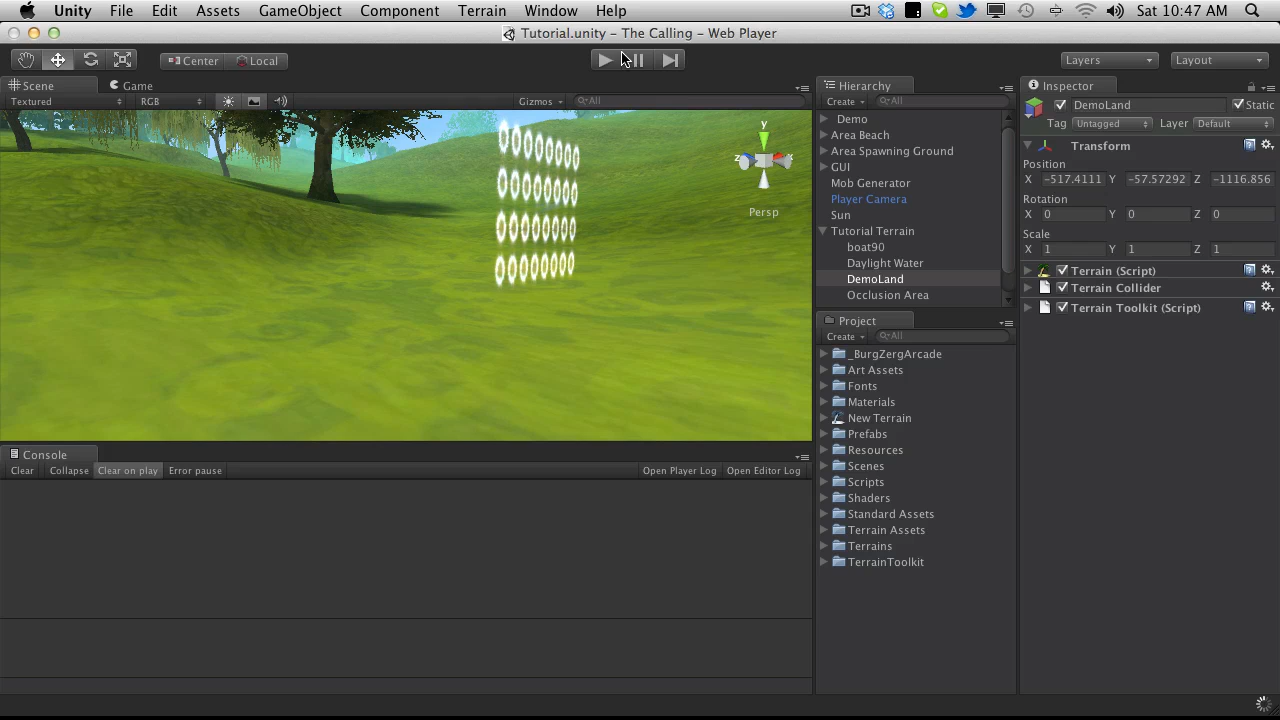 Unity File Edit Assets GameObject Component Terrain Window Help Sat 10:47 AM
Tutorial.unity – The Calling – Web Player
Center Local Layers Layout
Scene Game
Textured RGB Gizmos All
y
z x
Persp
Console
Clear Collapse Clear on play Error pause Open Player Log Open Editor Log
Hierarchy
Create All
Demo
Area Beach
Area Spawning Ground
GUI
Mob Generator
Player Camera
Sun
Tutorial Terrain
boat90
Daylight Water
DemoLand
Occlusion Area
Project
Create All
_BurgZergArcade
Art Assets
Fonts
Materials
New Terrain
Prefabs
Resources
Scenes
Scripts
Shaders
Standard Assets
Terrain Assets
Terrains
TerrainToolkit
Inspector
DemoLand Static
Tag Untagged Layer Default
Transform
Position
X -517.4111 Y -57.57292 Z -1116.856
Rotation
X 0 Y 0 Z 0
Scale
X 1 Y 1 Z 1
Terrain (Script)
Terrain Collider
Terrain Toolkit (Script)